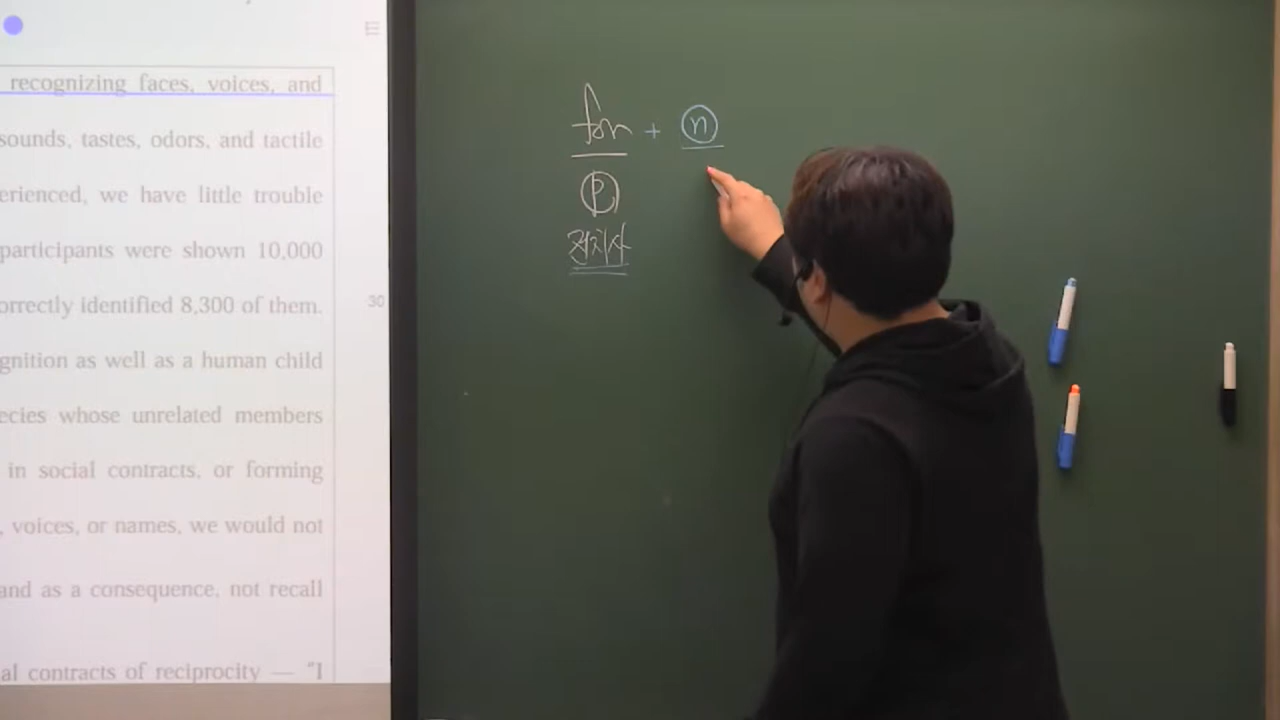 recognizing faces, voices, and
sounds, tastes, odors, and tactile
erienced, we have little trouble
participants were shown 10,000
orrectly identified 8,300 of them.
30
gnition as well as a human child
ecies whose unrelated members
in social contracts, or forming
, voices, or names, we would not
and as a consequence, not recall
al contracts of reciprocity — "I
for + n
P
전치사